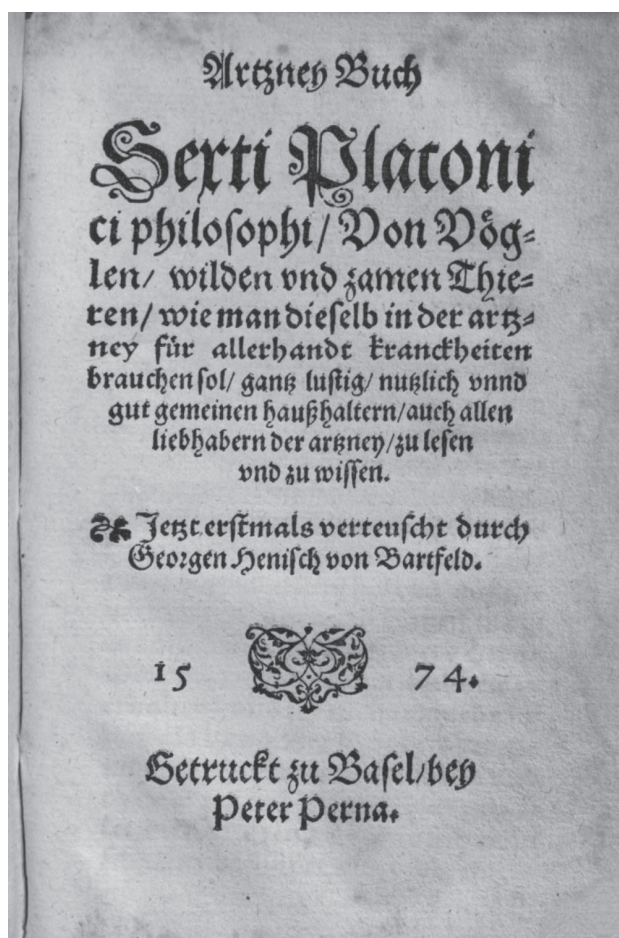 Artzney Buch
Sexti Platoni
ci philosophi/ Von Vög⸗
len/ wilden vnd zamen Thie⸗
ren/ wie man dieselb in der artz⸗
ney für allerhandt kranckheiten
brauchen sol/ gantz lustig/ nutzlich vnnd
gut gemeinen haußhaltern/ auch allen
liebhabern der artzney/ zu lesen
vnd zu wissen.
Jetzt erstmals verteuscht durch
Georgen Henisch von Bartfeld.
15 74.
Getruckt zu Basel/ bey
Peter Perna.